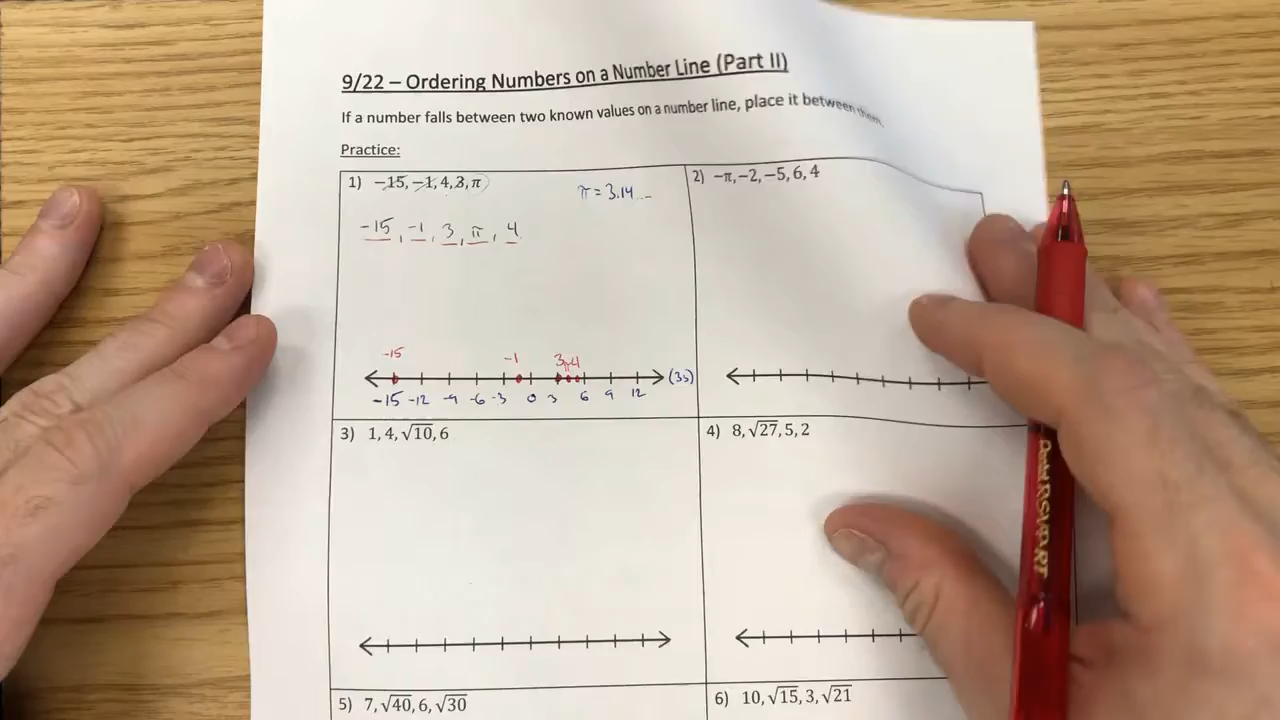 9/22 – Ordering Numbers on a Number Line (Part II)
If a number falls between two known values on a number line, place it between them.
Practice:
1) −15, −1, 4, 3, π
π = 3.14...
-15, -1, 3, π, 4
-15 -1 3 π 4
(3s)
-15 -12 -9 -6 -3 0 3 6 9 12
2) −π, −2, −5, 6, 4
3) 1, 4, √10, 6
4) 8, √27, 5, 2
5) 7, √40, 6, √30
6) 10, √15, 3, √21
Pentel R.S.V.P. RT